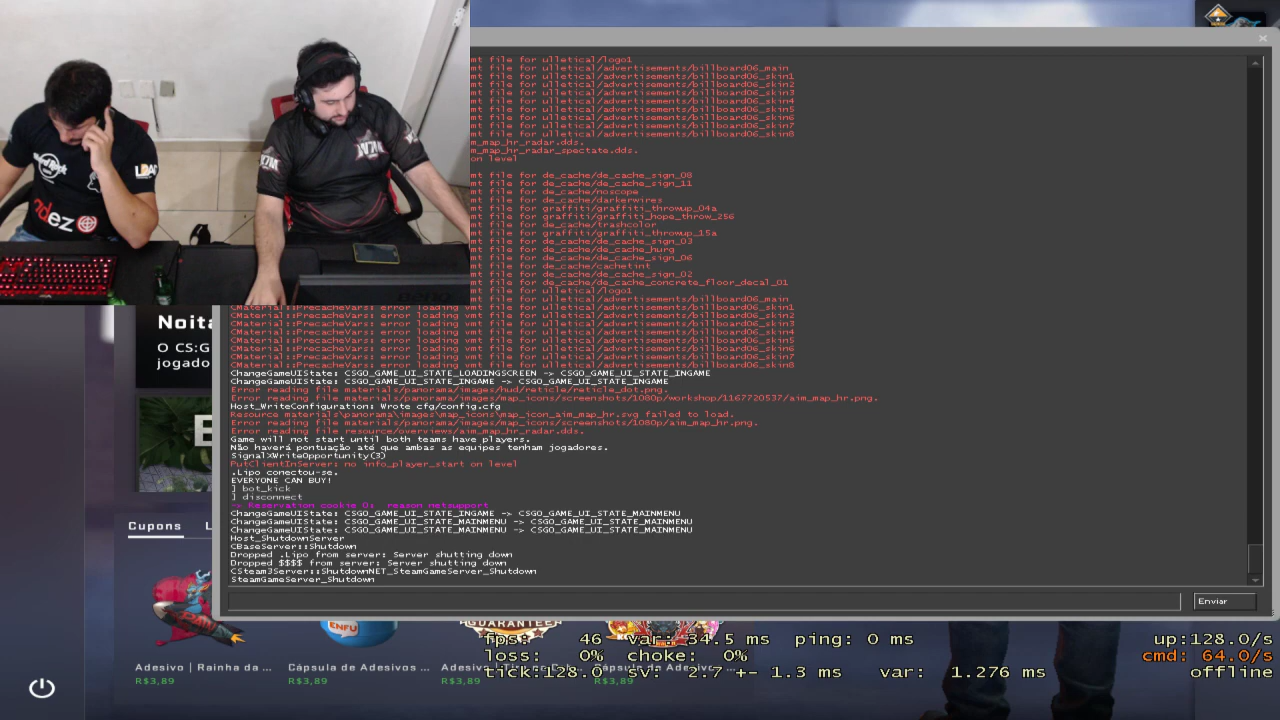 mt file for ulletical/logo1
mt file for ulletical/advertisements/billboard06_main
mt file for ulletical/advertisements/billboard06_skin1
mt file for ulletical/advertisements/billboard06_skin2
mt file for ulletical/advertisements/billboard06_skin3
mt file for ulletical/advertisements/billboard06_skin4
mt file for ulletical/advertisements/billboard06_skin5
mt file for ulletical/advertisements/billboard06_skin6
mt file for ulletical/advertisements/billboard06_skin7
mt file for ulletical/advertisements/billboard06_skin8
m_map_hr_radar.dds.
m_map_hr_radar_spectate.dds.
on level
mt file for de_cache/de_cache_sign_08
mt file for de_cache/de_cache_sign_11
mt file for de_cache/noscope
mt file for de_cache/darkerwires
mt file for graffiti/graffiti_throwup_04a
mt file for graffiti/graffiti_hope_throw_256
mt file for de_cache/trashcolor
mt file for graffiti/graffiti_throwup_15a
mt file for de_cache/de_cache_sign_03
mt file for de_cache/de_cache_hurg
mt file for de_cache/de_cache_sign_06
mt file for de_cache/cachetint
mt file for de_cache/de_cache_sign_02
mt file for de_cache/de_cache_concrete_floor_decal_01
mt file for ulletical/logo1
mt file for ulletical/advertisements/billboard06_main
CMaterial::PrecacheVars: error loading vmt file for ulletical/advertisements/billboard06_skin1
CMaterial::PrecacheVars: error loading vmt file for ulletical/advertisements/billboard06_skin2
CMaterial::PrecacheVars: error loading vmt file for ulletical/advertisements/billboard06_skin3
CMaterial::PrecacheVars: error loading vmt file for ulletical/advertisements/billboard06_skin4
CMaterial::PrecacheVars: error loading vmt file for ulletical/advertisements/billboard06_skin5
CMaterial::PrecacheVars: error loading vmt file for ulletical/advertisements/billboard06_skin6
CMaterial::PrecacheVars: error loading vmt file for ulletical/advertisements/billboard06_skin7
CMaterial::PrecacheVars: error loading vmt file for ulletical/advertisements/billboard06_skin8
ChangeGameUIState: CSGO_GAME_UI_STATE_LOADINGSCREEN -> CSGO_GAME_UI_STATE_INGAME
ChangeGameUIState: CSGO_GAME_UI_STATE_INGAME -> CSGO_GAME_UI_STATE_INGAME
Error reading file materials/panorama/images/hud/reticle/reticle_dot.png.
Error reading file materials/panorama/images/map_icons/screenshots/1080p/workshop/1167720537/aim_map_hr.png.
Host_WriteConfiguration: Wrote cfg/config.cfg
Resource materials\panorama\images\map_icons\map_icon_aim_map_hr.svg failed to load.
Error reading file materials/panorama/images/map_icons/screenshots/1080p/aim_map_hr.png.
Error reading file resource/overviews/aim_map_hr_radar.dds.
Game will not start until both teams have players.
Não haverá pontuação até que ambas as equipes tenham jogadores.
SignalXWriteOpportunity(3)
PutClientInServer: no info_player_start on level
.Lipo conectou-se.
EVERYONE CAN BUY!
] bot_kick
] disconnect
-> Reservation cookie 0: reason netsupport
ChangeGameUIState: CSGO_GAME_UI_STATE_INGAME -> CSGO_GAME_UI_STATE_MAINMENU
ChangeGameUIState: CSGO_GAME_UI_STATE_MAINMENU -> CSGO_GAME_UI_STATE_MAINMENU
ChangeGameUIState: CSGO_GAME_UI_STATE_MAINMENU -> CSGO_GAME_UI_STATE_MAINMENU
Host_ShutdownServer
CBaseServer::Shutdown
Dropped .Lipo from server: Server shutting down
Dropped $$$$ from server: Server shutting down
CSteam3Server::ShutdownNET_SteamGameServer_Shutdown
SteamGameServer_Shutdown
Enviar
Noita
O CS:G
jogado
E
Cupons L
ENFU
GUARANTEE
Adesivo | Rainha da ...
R$3,89
Cápsula de Adesivos ...
R$3,89
R$3,89
Cápsula de Adesivo
R$3,89
fps: 46 var: 34.5 ms ping: 0 ms
loss: 0% choke: 0%
tick:128.0 sv: 2.7 +- 1.3 ms var: 1.276 ms
up:128.0/s
cmd: 64.0/s
offline
Hard Rock
ndez